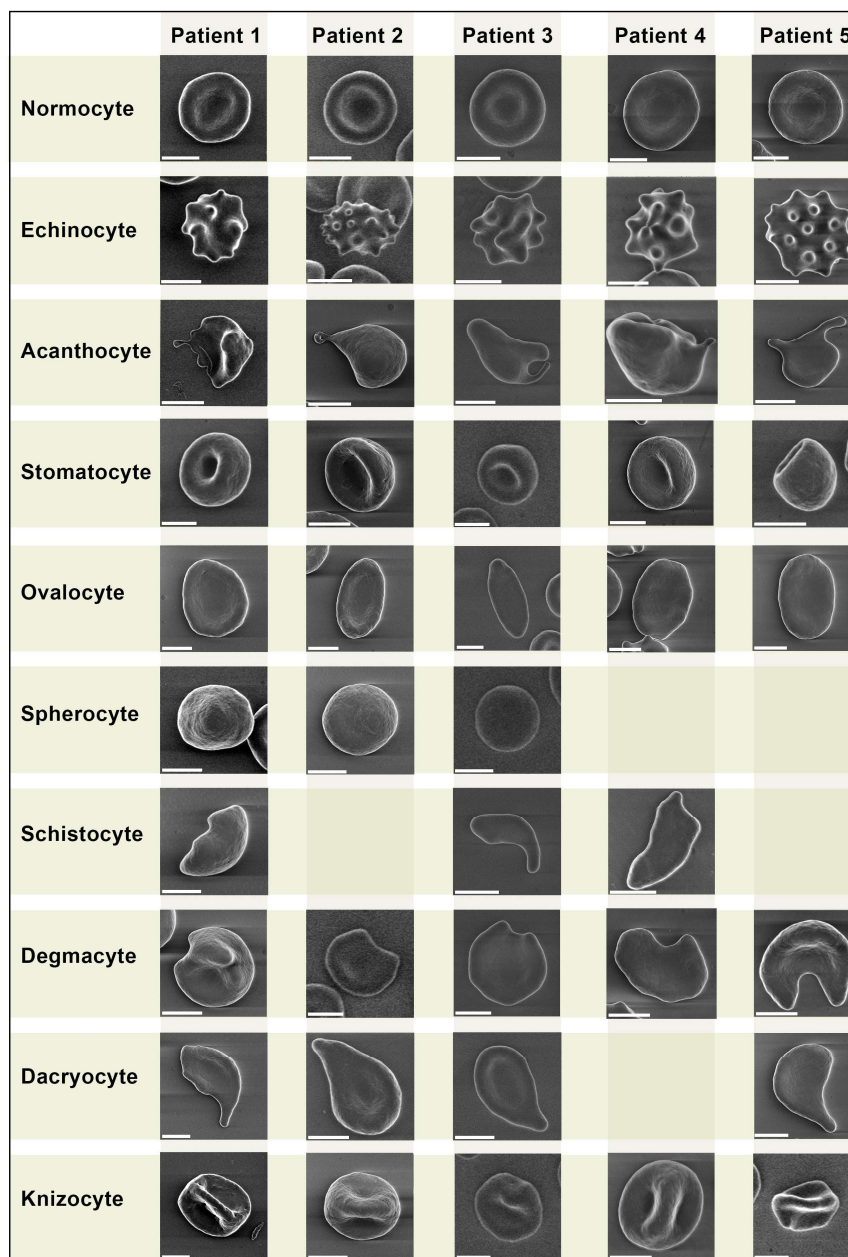 Patient 1 Patient 2 Patient 3 Patient 4 Patient 5
Normocyte
Echinocyte
Acanthocyte
Stomatocyte
Ovalocyte
Spherocyte
Schistocyte
Degmacyte
Dacryocyte
Knizocyte